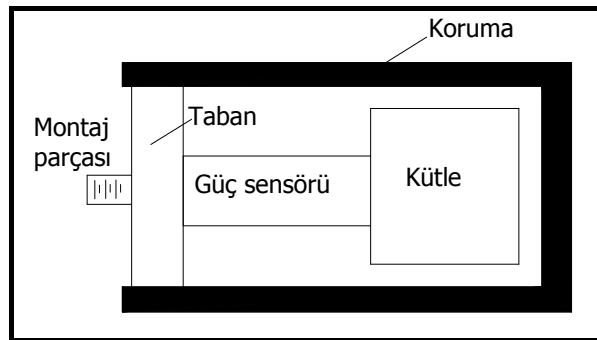 Koruma
Taban
Montaj
parçası
Güç sensörü
Kütle